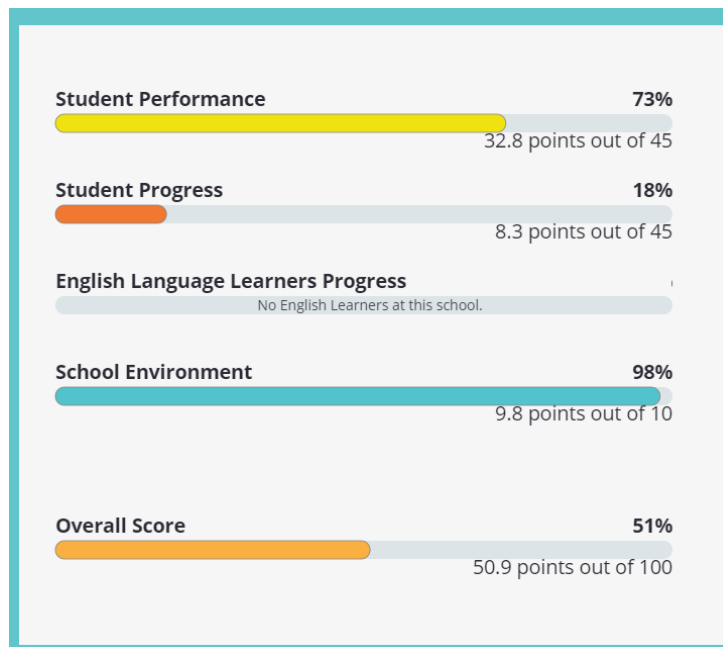 Student Performance 73%
32.8 points out of 45
Student Progress 18%
8.3 points out of 45
English Language Learners Progress
No English Learners at this school.
School Environment 98%
9.8 points out of 10
Overall Score 51%
50.9 points out of 100